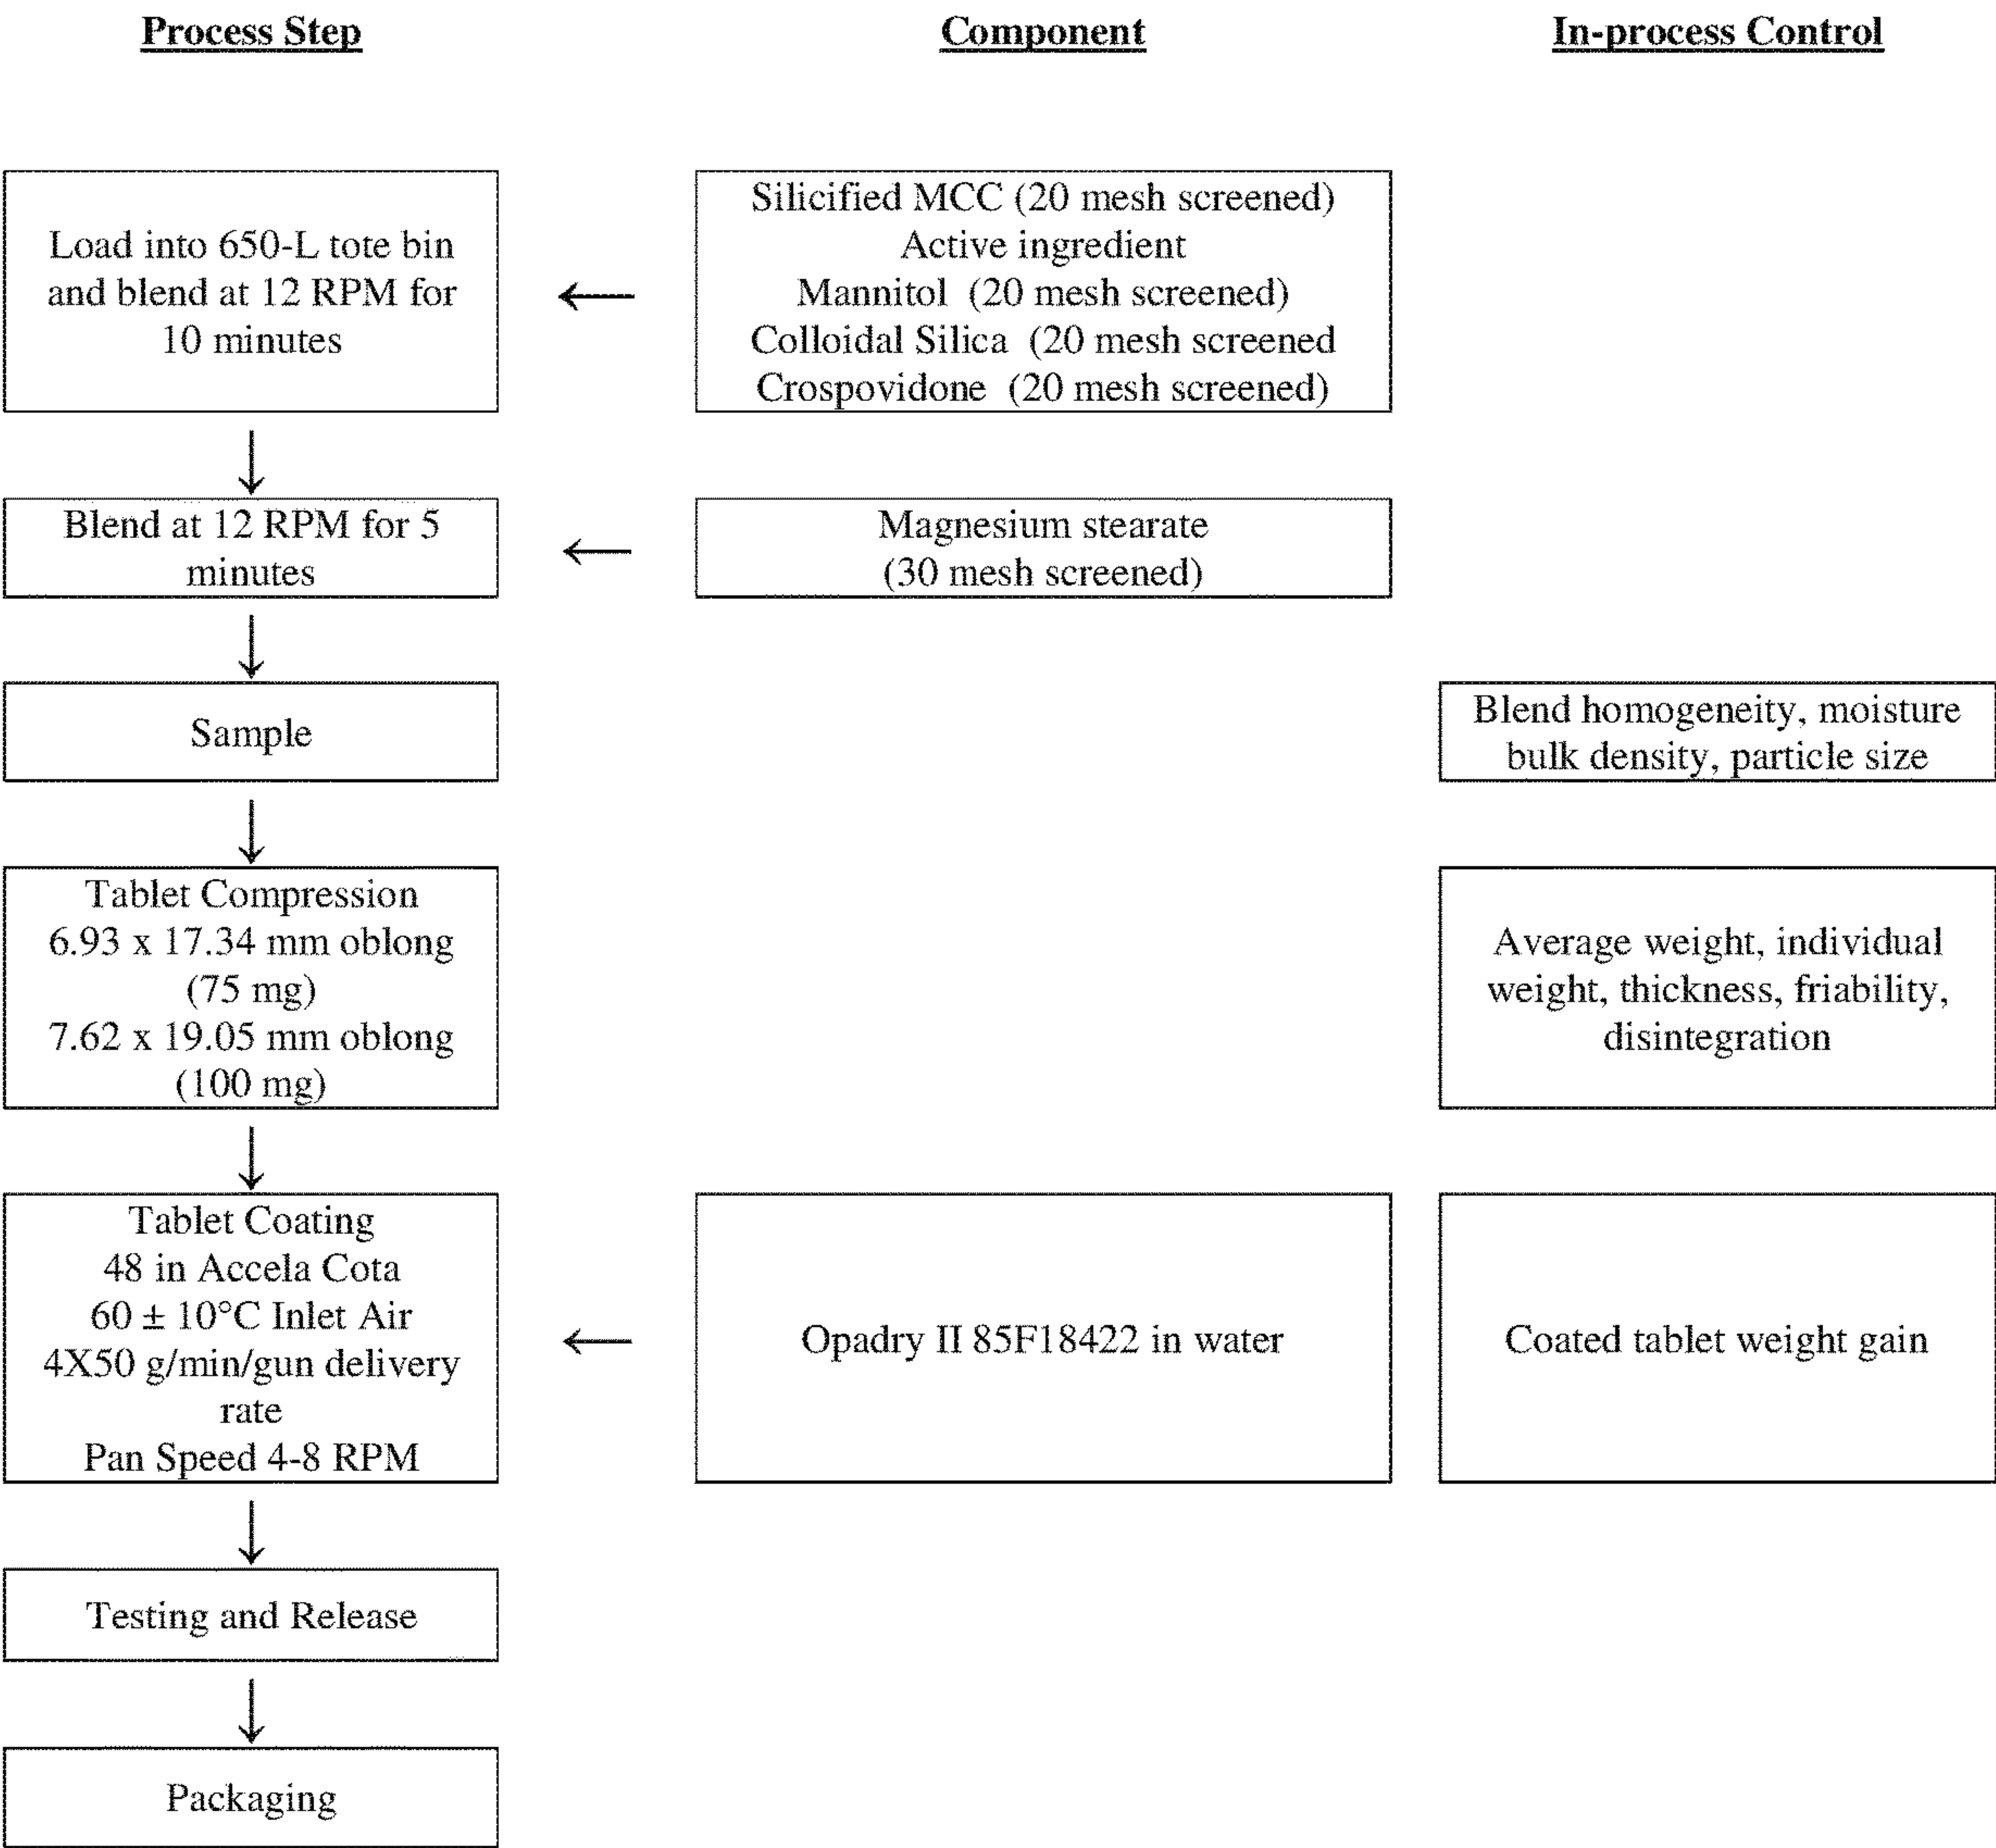 Process Step
Component
In-process Control
Load into 650-L tote bin
and blend at 12 RPM for
10 minutes
←
Silicified MCC (20 mesh screened)
Active ingredient
Mannitol (20 mesh screened)
Colloidal Silica (20 mesh screened
Crospovidone (20 mesh screened)
↓
Blend at 12 RPM for 5
minutes
←
Magnesium stearate
(30 mesh screened)
↓
Sample
Blend homogeneity, moisture
bulk density, particle size
↓
Tablet Compression
6.93 x 17.34 mm oblong
(75 mg)
7.62 x 19.05 mm oblong
(100 mg)
Average weight, individual
weight, thickness, friability,
disintegration
↓
Tablet Coating
48 in Accela Cota
60 ± 10°C Inlet Air
4X50 g/min/gun delivery
rate
Pan Speed 4-8 RPM
←
Opadry II 85F18422 in water
Coated tablet weight gain
↓
Testing and Release
↓
Packaging